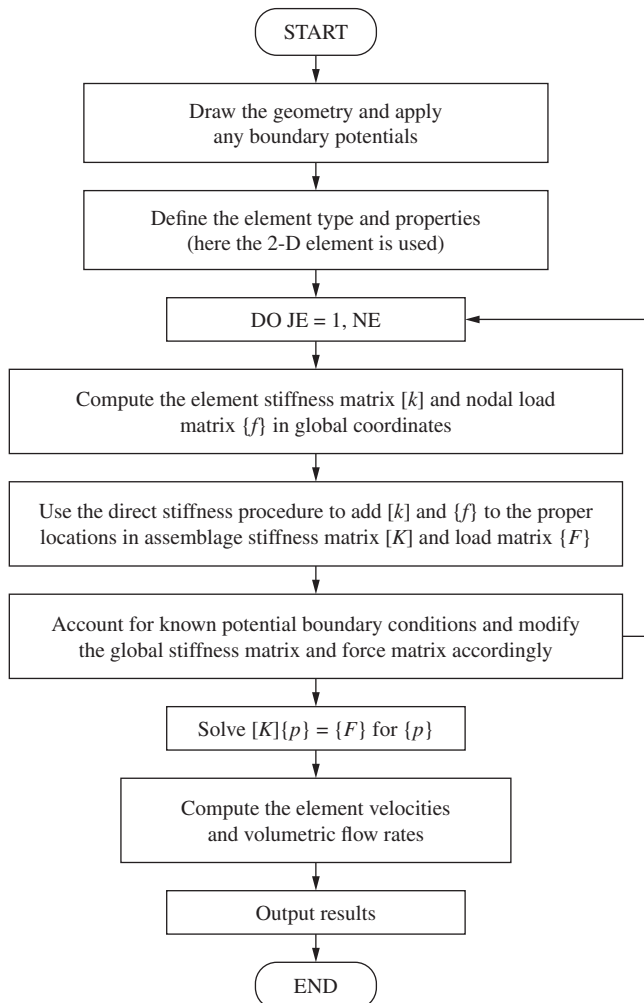 START
Draw the geometry and apply
any boundary potentials
Define the element type and properties
(here the 2-D element is used)
DO JE = 1, NE
Compute the element stiffness matrix [k] and nodal load
matrix {f} in global coordinates
Use the direct stiffness procedure to add [k] and {f} to the proper
locations in assemblage stiffness matrix [K] and load matrix {F}
Account for known potential boundary conditions and modify
the global stiffness matrix and force matrix accordingly
Solve [K]{p} = {F} for {p}
Compute the element velocities
and volumetric flow rates
Output results
END